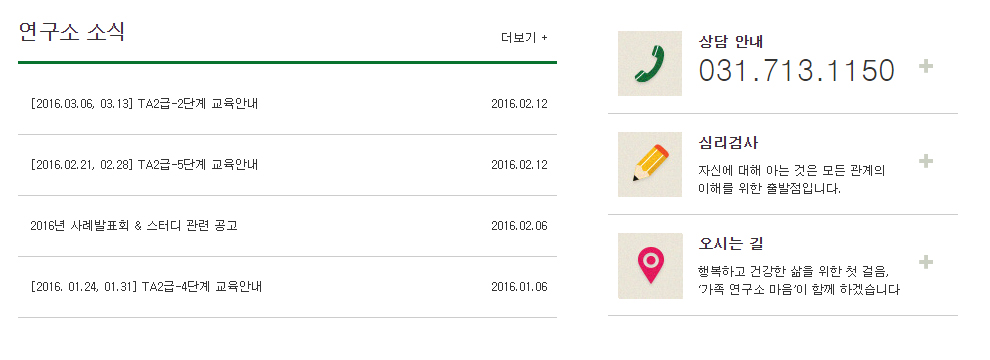 연구소 소식
더보기 +
[2016.03.06, 03.13] TA2급-2단계 교육안내
2016.02.12
[2016.02.21, 02.28] TA2급-5단계 교육안내
2016.02.12
2016년 사례발표회 & 스터디 관련 공고
2016.02.06
[2016. 01.24, 01.31] TA2급-4단계 교육안내
2016.01.06
상담 안내
031.713.1150
심리검사
자신에 대해 아는 것은 모든 관계의
이해를 위한 출발점입니다.
오시는 길
행복하고 건강한 삶을 위한 첫 걸음,
'가족 연구소 마음'이 함께 하겠습니다